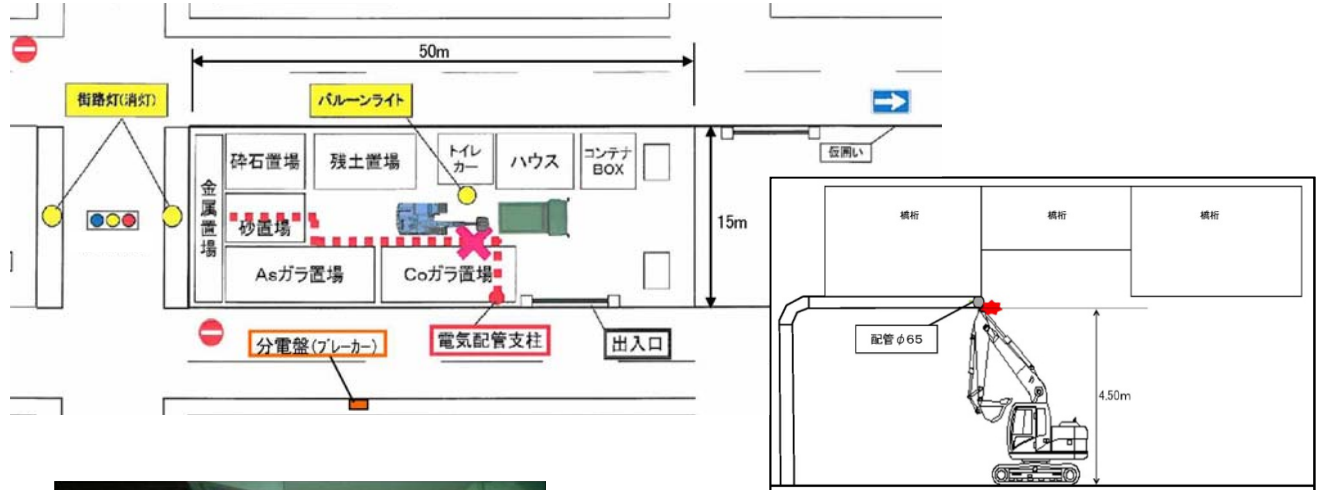 50m
街路灯(消灯)
バルーンライト
仮囲い
砕石置場
残土置場
トイレ
カー
ハウス
コンテナ
BOX
金属置場
砂置場
15m
Asガラ置場
Coガラ置場
分電盤(ブレーカー)
電気配管支柱
出入口
橋桁
橋桁
橋桁
配管φ65
4.50m